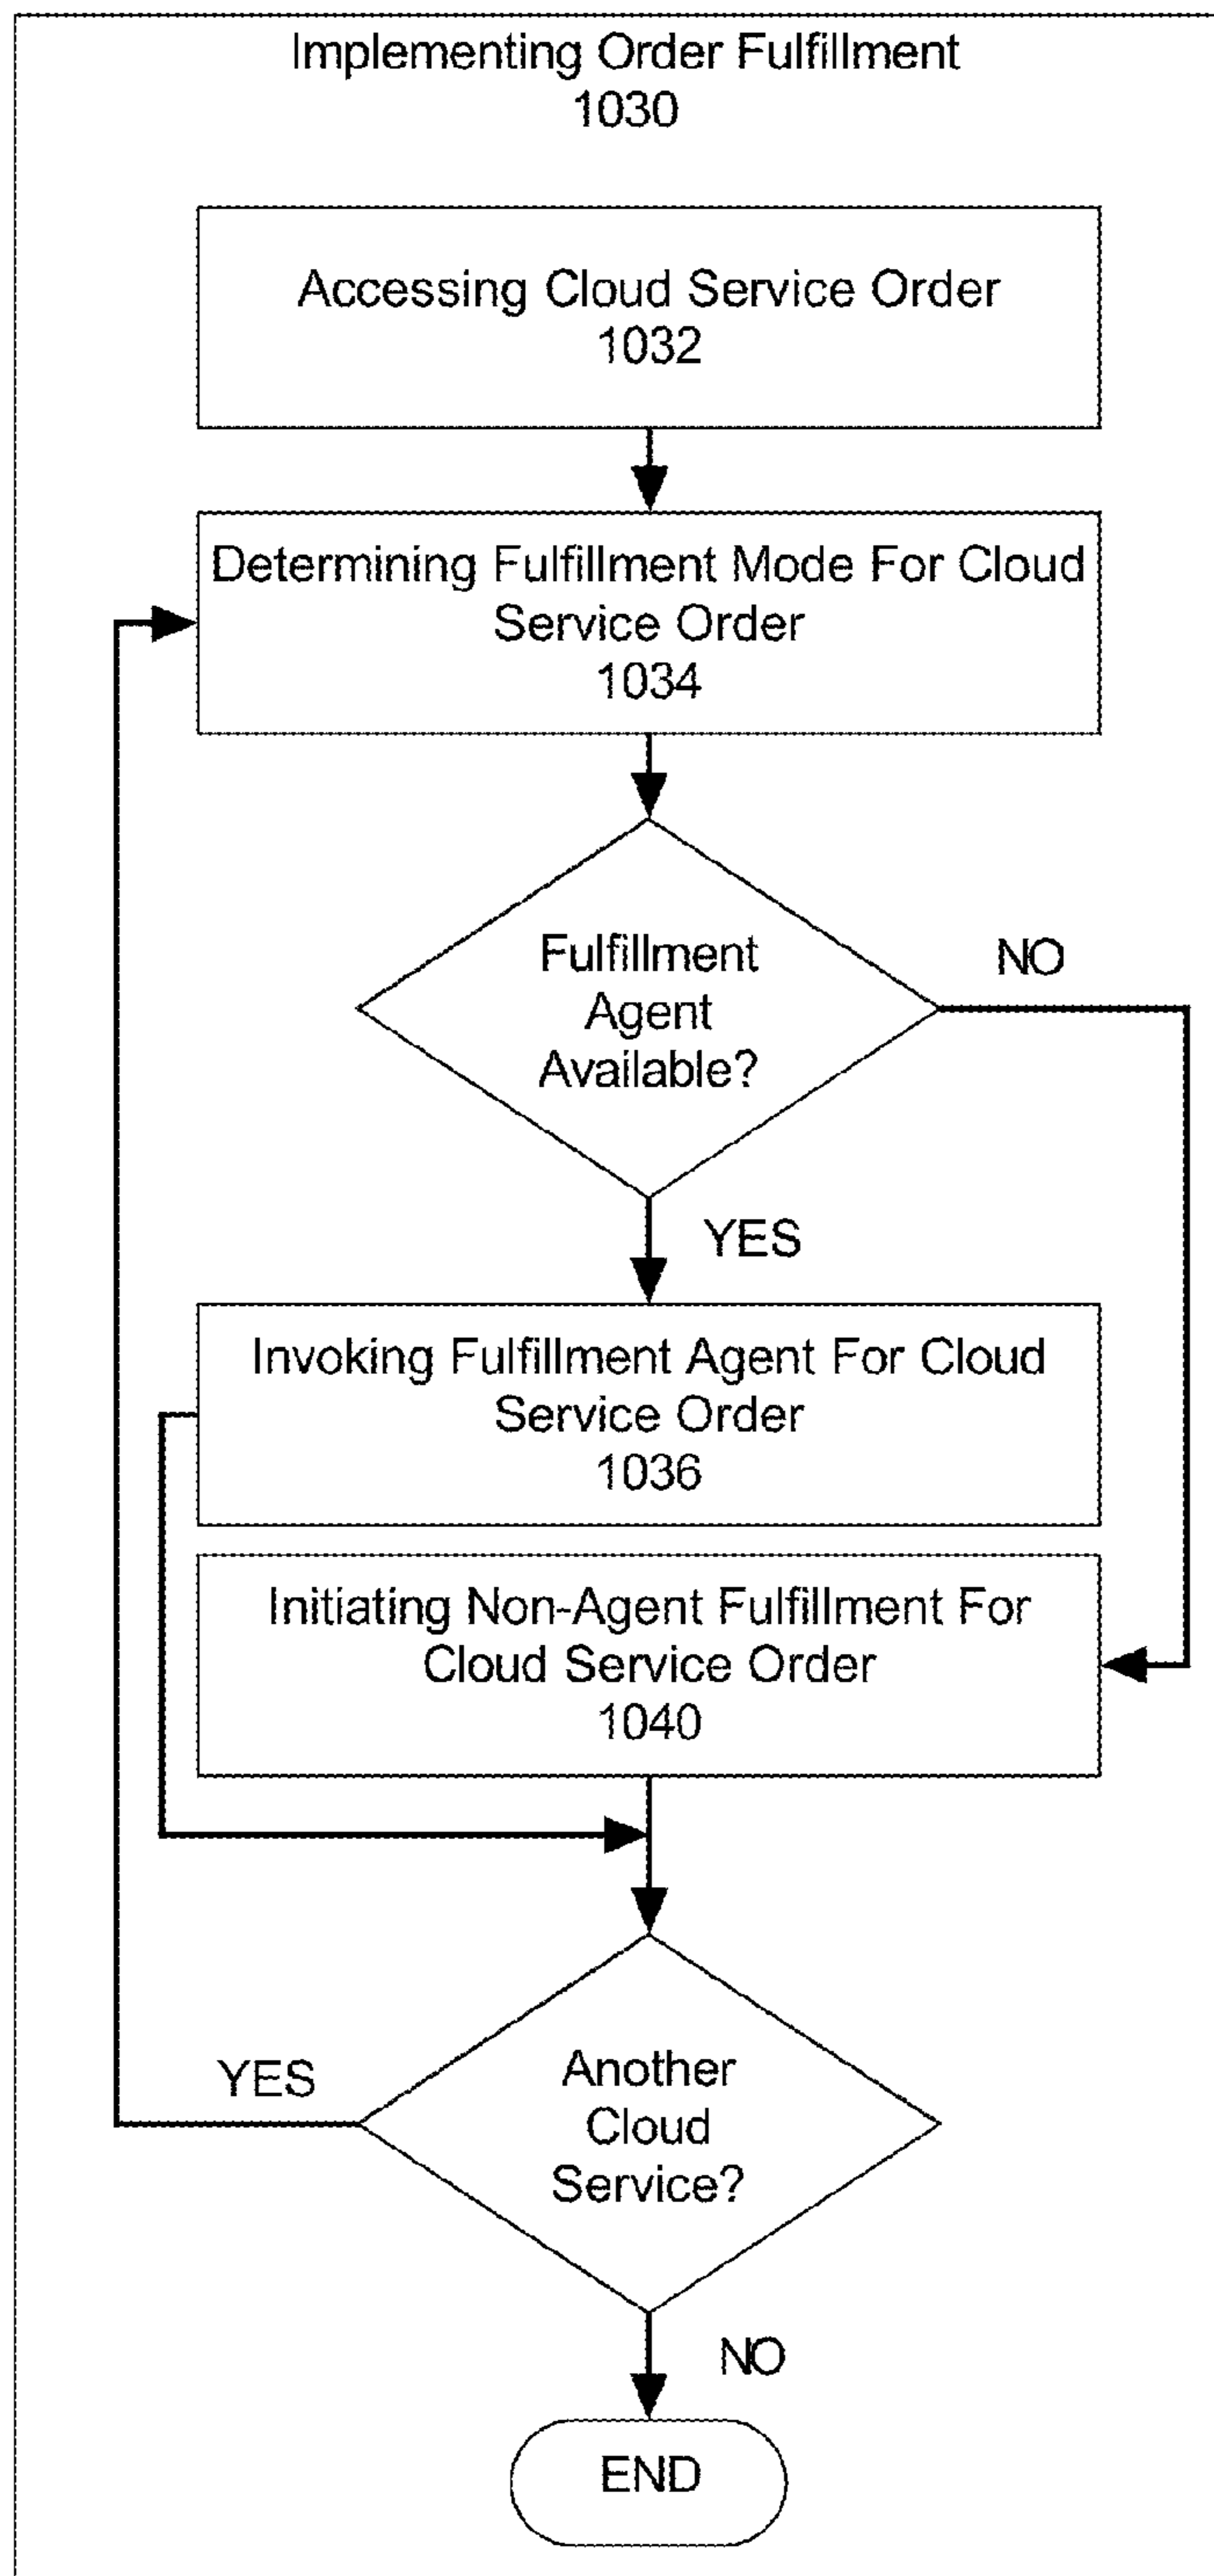 Implementing Order Fulfillment
1030
Accessing Cloud Service Order
1032
Determining Fulfillment Mode For Cloud
Service Order
1034
Fulfillment
Agent
Available?
NO
YES
Invoking Fulfillment Agent For Cloud
Service Order
1036
Initiating Non-Agent Fulfillment For
Cloud Service Order
1040
Another
Cloud
Service?
YES
NO
END